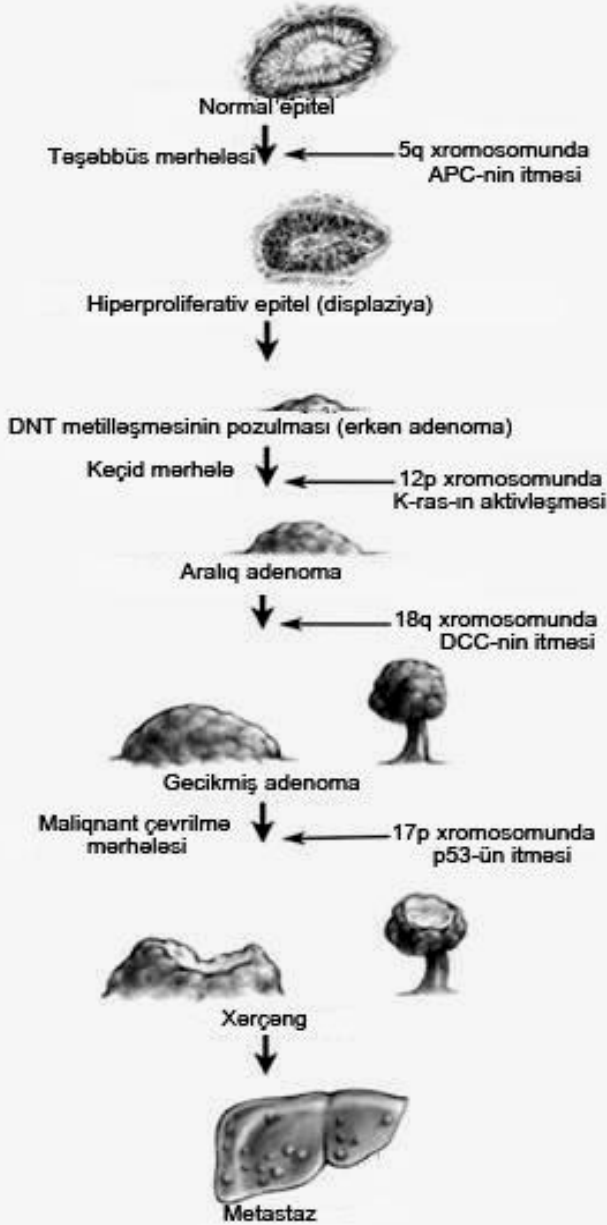 Normal epitel
Təşəbbüs mərhələsi
5q xromosomunda
APC-nin itməsi
Hiperproliferativ epitel (displaziya)
DNT metilləşməsinin pozulması (erkən adenoma)
Keçid mərhələ
12p xromosomunda
K-ras-ın aktivləşməsi
Aralıq adenoma
18q xromosomunda
DCC-nin itməsi
Gecikmiş adenoma
Maliqnant çevrilmə
mərhələsi
17p xromosomunda
p53-ün itməsi
Xərçəng
Metastaz